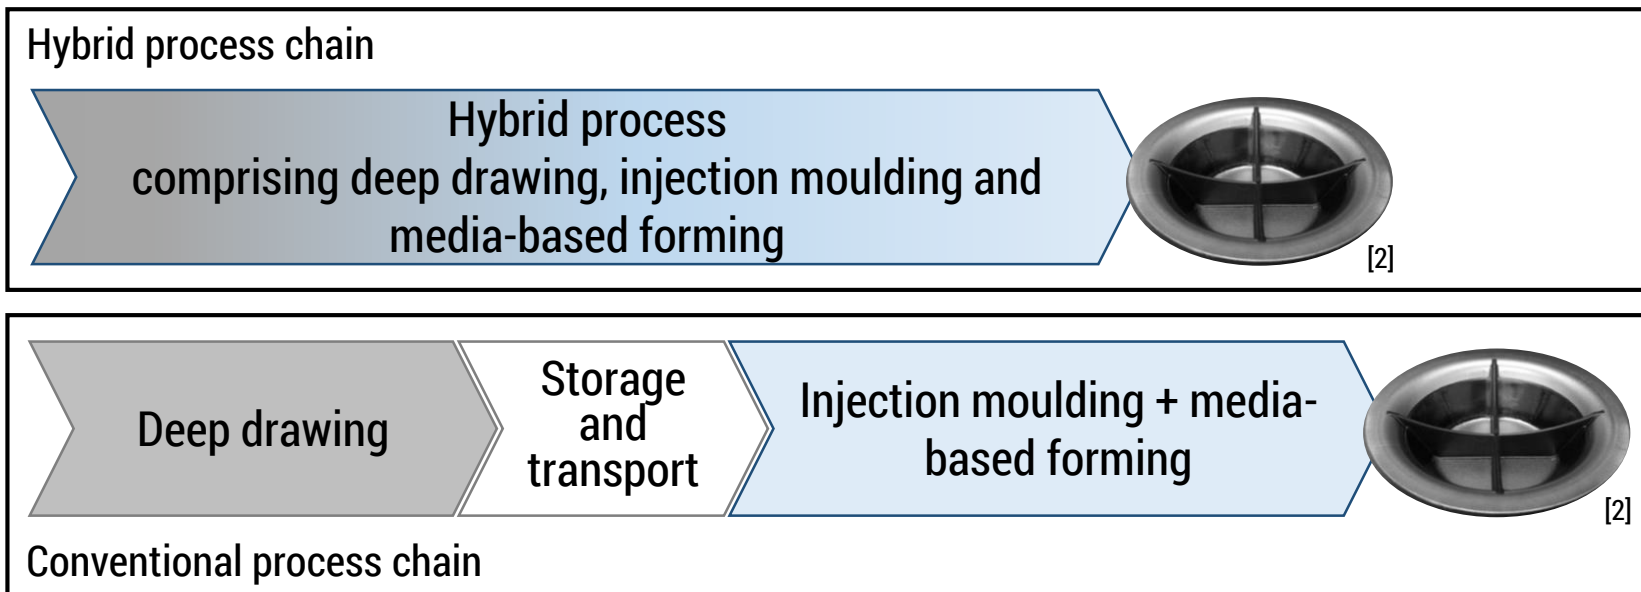 Hybrid process chain
Hybrid process
comprising deep drawing, injection moulding and
media-based forming
[2]
Deep drawing
Storage
and
transport
Injection moulding + media-
based forming
[2]
Conventional process chain